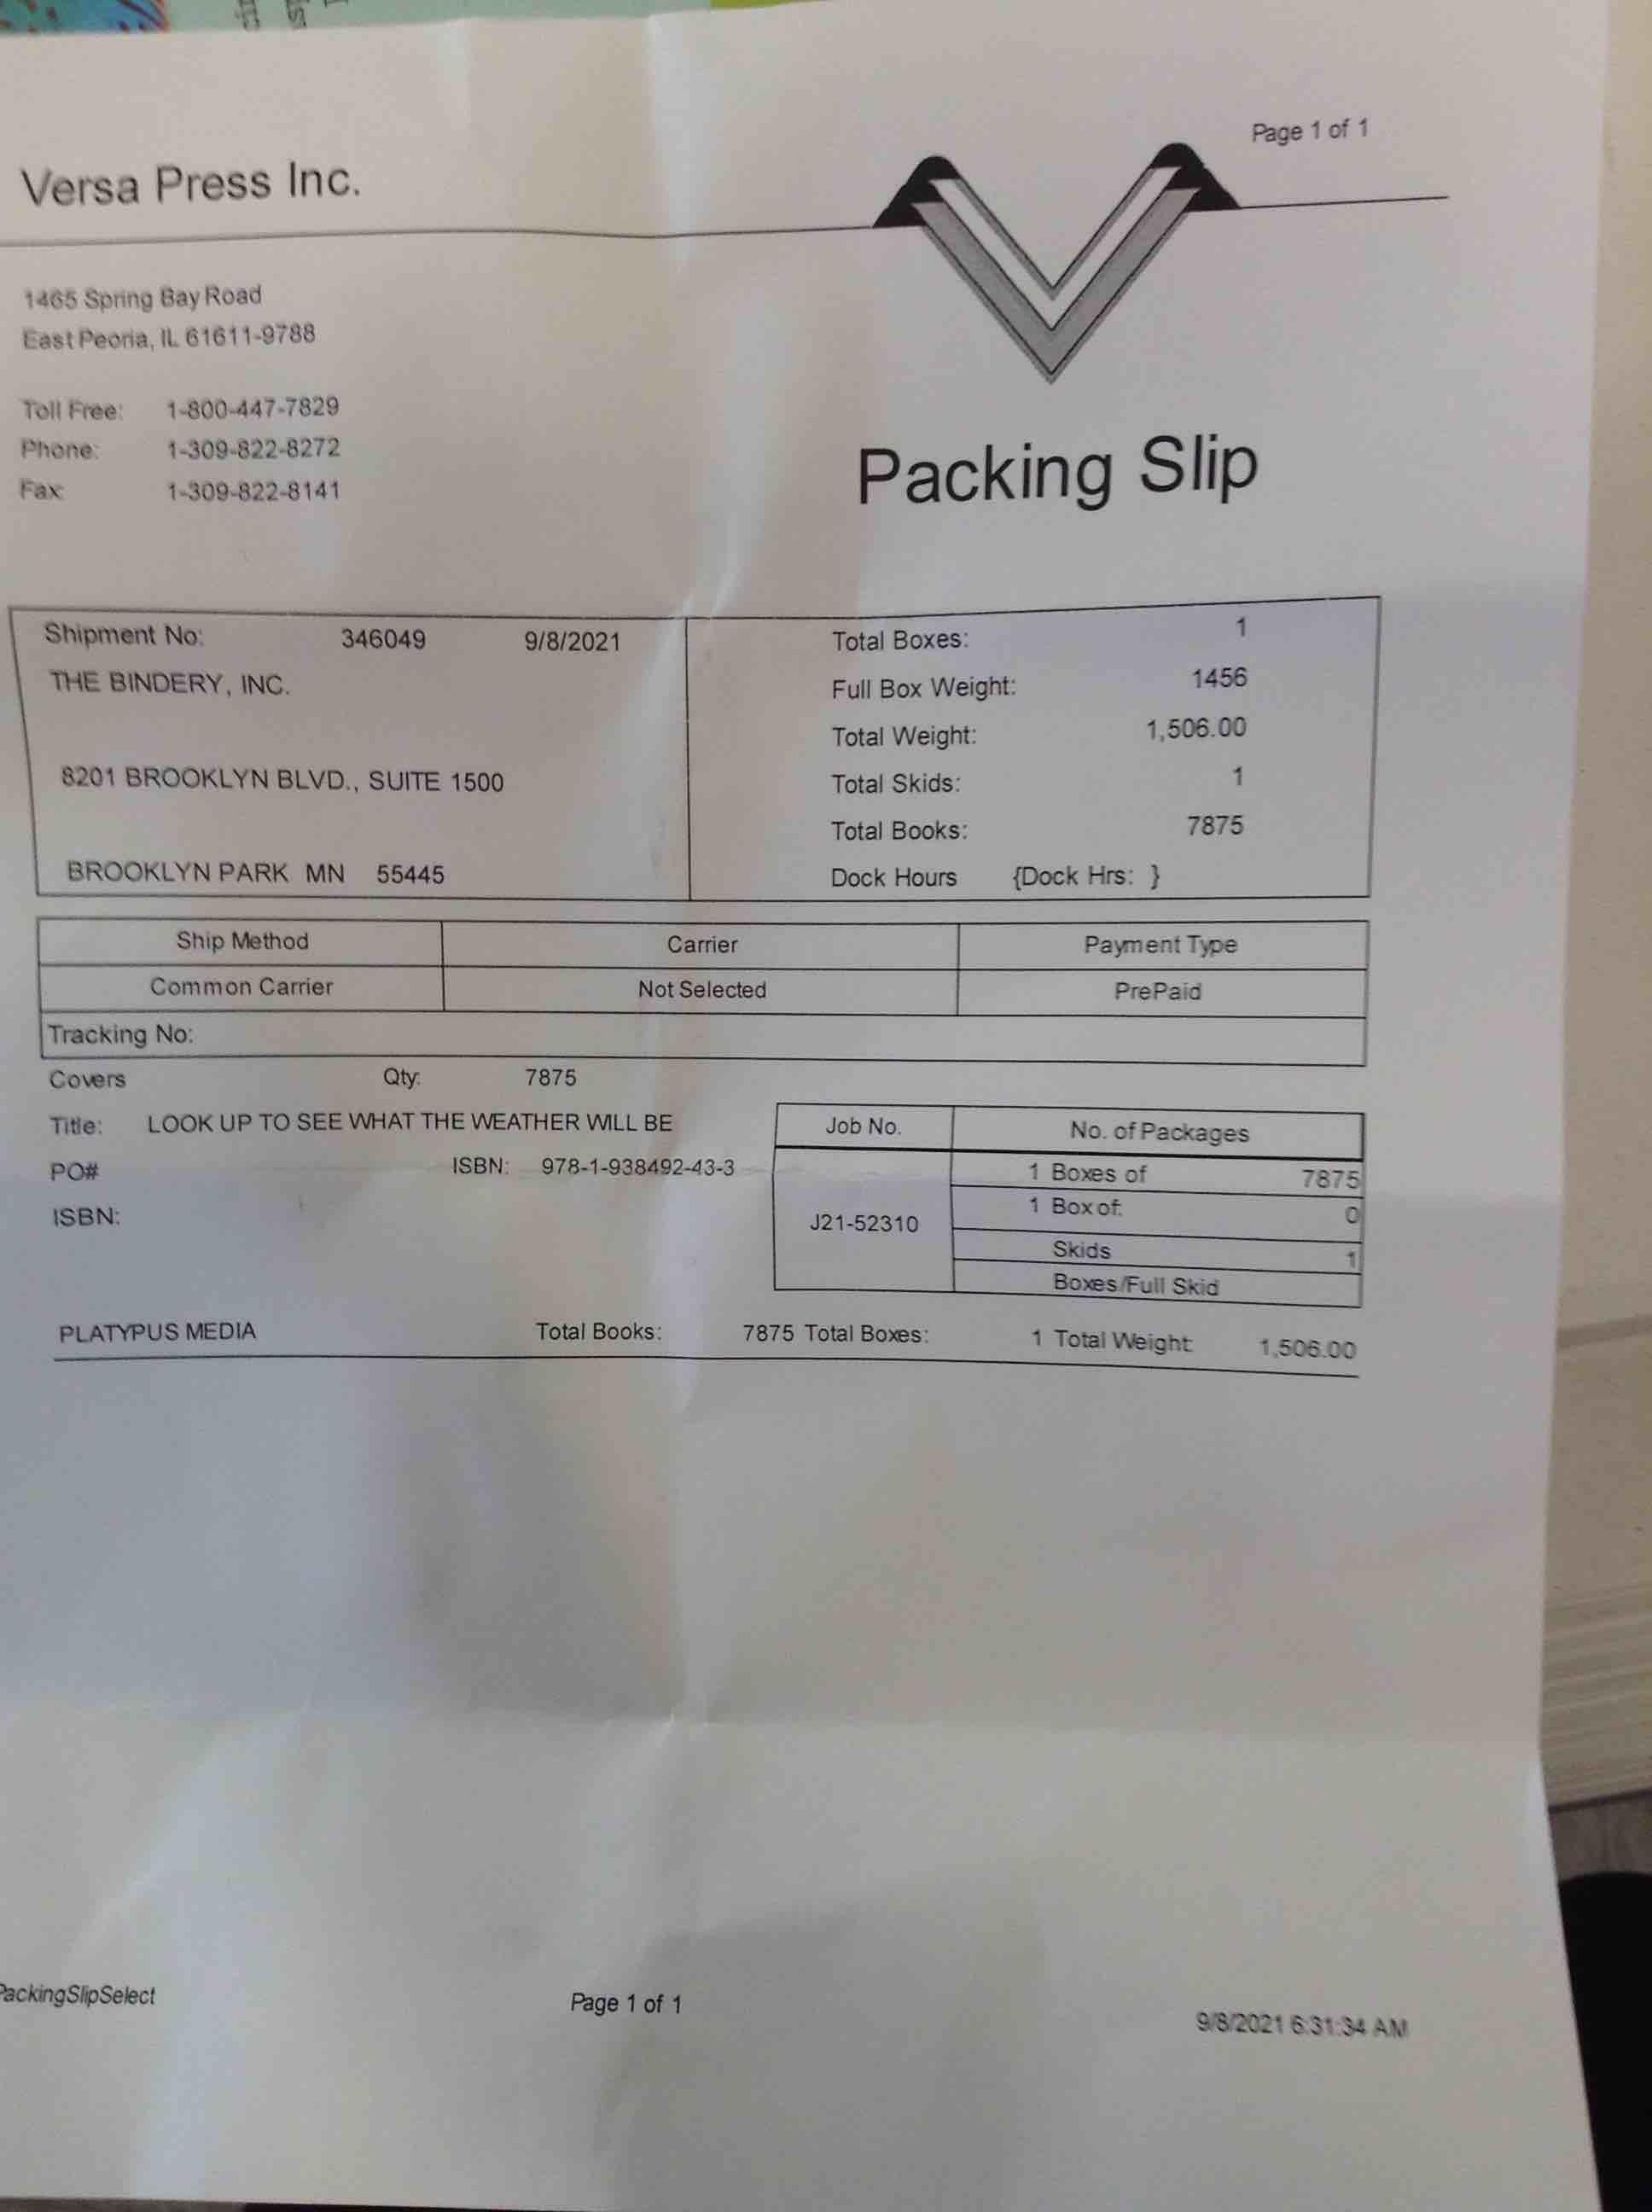 Page 1 of 1
Versa Press Inc.
1465 Spring Bay Road
East Peoria, IL 61611-9788
Toll Free: 1-800-447-7829
Phone: 1-309-822-8272
Fax: 1-309-822-8141
Packing Slip
Shipment No: 346049 9/8/2021
THE BINDERY, INC.
8201 BROOKLYN BLVD., SUITE 1500
BROOKLYN PARK MN 55445
Total Boxes: 1
Full Box Weight: 1456
Total Weight: 1,506.00
Total Skids: 1
Total Books: 7875
Dock Hours {Dock Hrs: }
Ship Method Carrier Payment Type
Common Carrier Not Selected PrePaid
Tracking No:
Covers Qty: 7875
Title: LOOK UP TO SEE WHAT THE WEATHER WILL BE
PO# ISBN: 978-1-938492-43-3
ISBN:
Job No. No. of Packages
J21-52310
1 Boxes of 7875
1 Box of: 0
Skids 1
Boxes/Full Skid
PLATYPUS MEDIA Total Books: 7875 Total Boxes: 1 Total Weight: 1,506.00
PackingSlipSelect Page 1 of 1 9/8/2021 6:31:34 AM